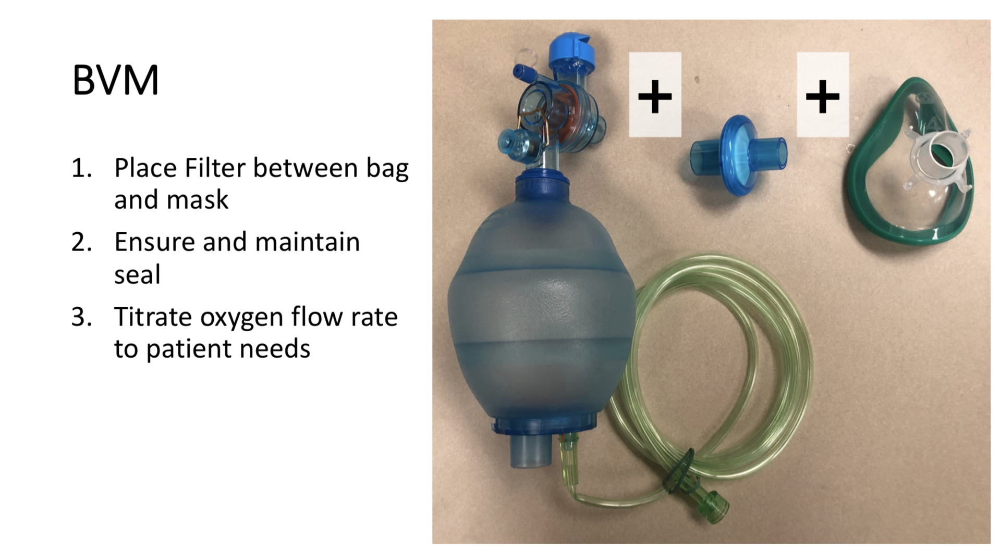 BVM
1. Place Filter between bag
and mask
2. Ensure and maintain
seal
3. Titrate oxygen flow rate
to patient needs
+
+
4